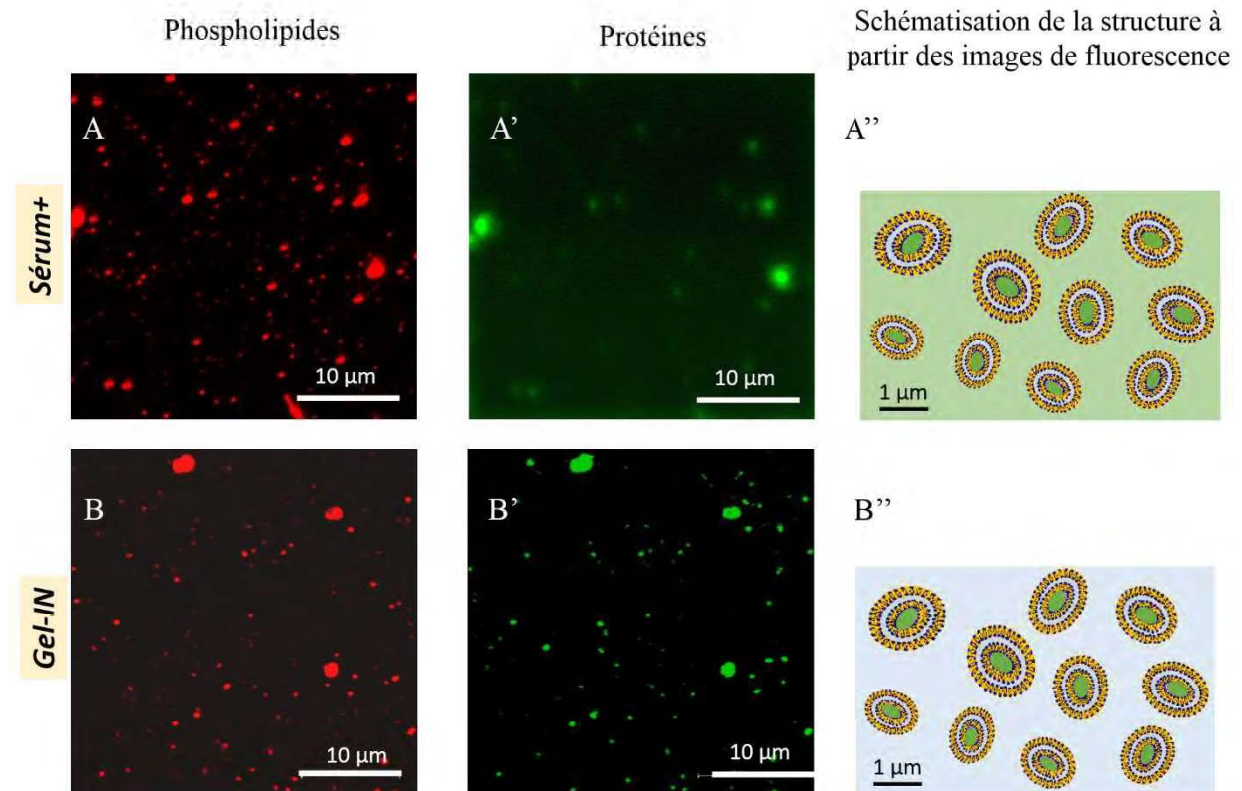 Phospholipides
Protéines
Schématisation de la structure à
partir des images de fluorescence
Sérum+
A
10 µm
A’
10 µm
A’’
1 µm
Gel-IN
B
10 µm
B’
10 µm
B’’
1 µm